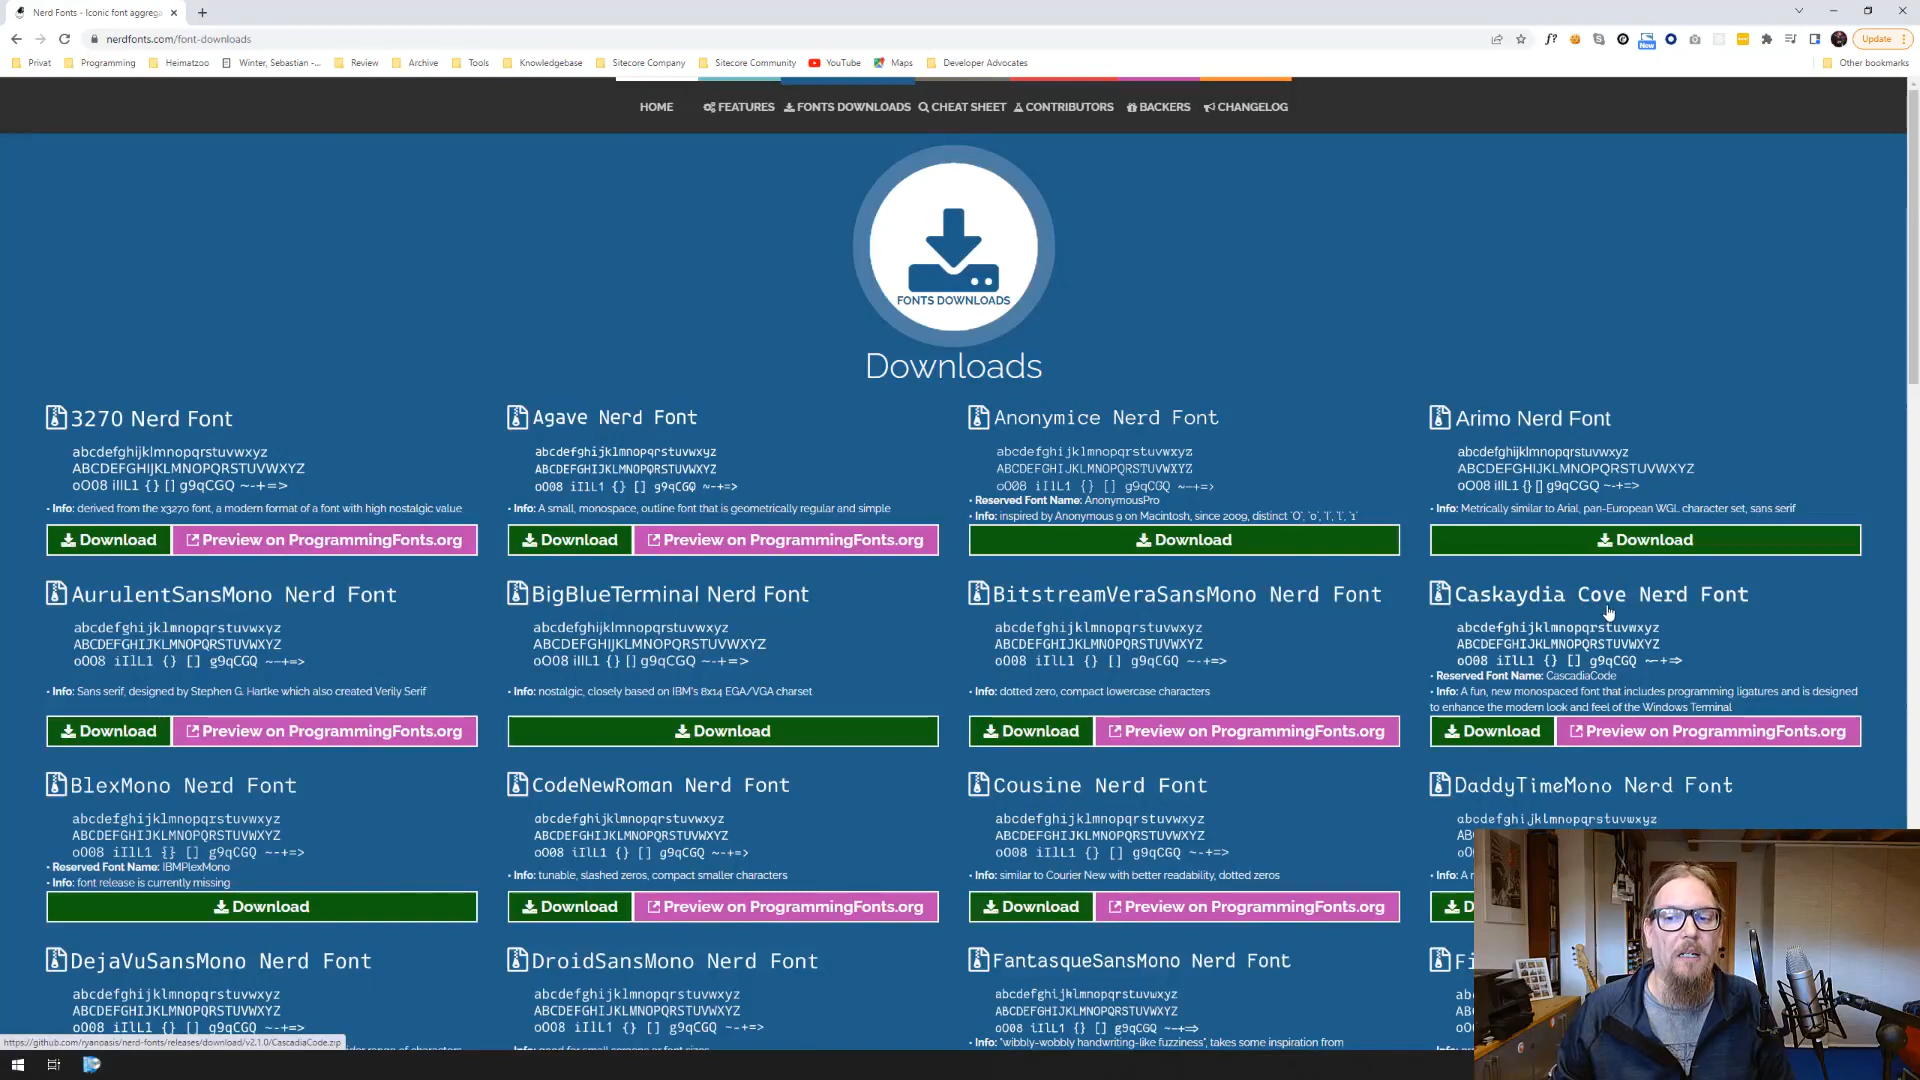 Nerd Fonts - Iconic font aggrega
nerdfonts.com/font-downloads
New
Update
Privat
Programming
Heimatzoo
Winter, Sebastian -...
Review
Archive
Tools
Knowledgebase
Sitecore Company
Sitecore Community
YouTube
Maps
Developer Advocates
Other bookmarks
HOME FEATURES FONTS DOWNLOADS CHEAT SHEET CONTRIBUTORS BACKERS CHANGELOG
FONTS DOWNLOADS
Downloads
3270 Nerd Font
abcdefghijklmnopqrstuvwxyz
ABCDEFGHIJKLMNOPQRSTUVWXYZ
oO08 iIlL1 {} [] g9qCGQ ~-+=>
• Info: derived from the x3270 font, a modern format of a font with high nostalgic value
Download
Preview on ProgrammingFonts.org
Agave Nerd Font
abcdefghijklmnopqrstuvwxyz
ABCDEFGHIJKLMNOPQRSTUVWXYZ
oO08 iIlL1 {} [] g9qCGQ ~-+=>
• Info: A small, monospace, outline font that is geometrically regular and simple
Download
Preview on ProgrammingFonts.org
Anonymice Nerd Font
abcdefghijklmnopqrstuvwxyz
ABCDEFGHIJKLMNOPQRSTUVWXYZ
oO08 iIlL1 {} [] g9qCGQ ~-+=>
• Reserved Font Name: AnonymousPro
• Info: inspired by Anonymous 9 on Macintosh, since 2009, distinct `O`, `0`, `I`, `l`, `1`
Download
Arimo Nerd Font
abcdefghijklmnopqrstuvwxyz
ABCDEFGHIJKLMNOPQRSTUVWXYZ
oO08 iIlL1 {} [] g9qCGQ ~-+=>
• Info: Metrically similar to Arial, pan-European WGL character set, sans serif
Download
AurulentSansMono Nerd Font
abcdefghijklmnopqrstuvwxyz
ABCDEFGHIJKLMNOPQRSTUVWXYZ
oO08 iIlL1 {} [] g9qCGQ ~-+=>
• Info: Sans serif, designed by Stephen G. Hartke which also created Verily Serif
Download
Preview on ProgrammingFonts.org
BigBlueTerminal Nerd Font
abcdefghijklmnopqrstuvwxyz
ABCDEFGHIJKLMNOPQRSTUVWXYZ
oO08 iIlL1 {} [] g9qCGQ ~-+=>
• Info: nostalgic, closely based on IBM's 8x14 EGA/VGA charset
Download
BitstreamVeraSansMono Nerd Font
abcdefghijklmnopqrstuvwxyz
ABCDEFGHIJKLMNOPQRSTUVWXYZ
oO08 iIlL1 {} [] g9qCGQ ~-+=>
• Info: dotted zero, compact lowercase characters
Download
Preview on ProgrammingFonts.org
Caskaydia Cove Nerd Font
abcdefghijklmnopqrstuvwxyz
ABCDEFGHIJKLMNOPQRSTUVWXYZ
oO08 iIlL1 {} [] g9qCGQ ~-+=>
• Reserved Font Name: CascadiaCode
• Info: A fun, new monospaced font that includes programming ligatures and is designed
to enhance the modern look and feel of the Windows Terminal
Download
Preview on ProgrammingFonts.org
BlexMono Nerd Font
abcdefghijklmnopqrstuvwxyz
ABCDEFGHIJKLMNOPQRSTUVWXYZ
oO08 iIlL1 {} [] g9qCGQ ~-+=>
• Reserved Font Name: IBMPlexMono
• Info: font release is currently missing
Download
CodeNewRoman Nerd Font
abcdefghijklmnopqrstuvwxyz
ABCDEFGHIJKLMNOPQRSTUVWXYZ
oO08 iIlL1 {} [] g9qCGQ ~-+=>
• Info: tunable, slashed zeros, compact smaller characters
Download
Preview on ProgrammingFonts.org
Cousine Nerd Font
abcdefghijklmnopqrstuvwxyz
ABCDEFGHIJKLMNOPQRSTUVWXYZ
oO08 iIlL1 {} [] g9qCGQ ~-+=>
• Info: similar to Courier New with better readability, dotted zeros
Download
Preview on ProgrammingFonts.org
DaddyTimeMono Nerd Font
abcdefghijklmnopqrstuvwxyz
DejaVuSansMono Nerd Font
abcdefghijklmnopqrstuvwxyz
ABCDEFGHIJKLMNOPQRSTUVWXYZ
oO08 iIlL1 {} [] g9qCGQ ~-+=>
DroidSansMono Nerd Font
abcdefghijklmnopqrstuvwxyz
ABCDEFGHIJKLMNOPQRSTUVWXYZ
oO08 iIlL1 {} [] g9qCGQ ~-+=>
FantasqueSansMono Nerd Font
abcdefghijklmnopqrstuvwxyz
ABCDEFGHIJKLMNOPQRSTUVWXYZ
oO08 iIlL1 {} [] g9qCGQ ~-+=>
• Info: "wibbly-wobbly handwriting-like fuzziness", takes some inspiration from
https://github.com/ryanoasis/nerd-fonts/releases/download/v2.1.0/CascadiaCode.zip